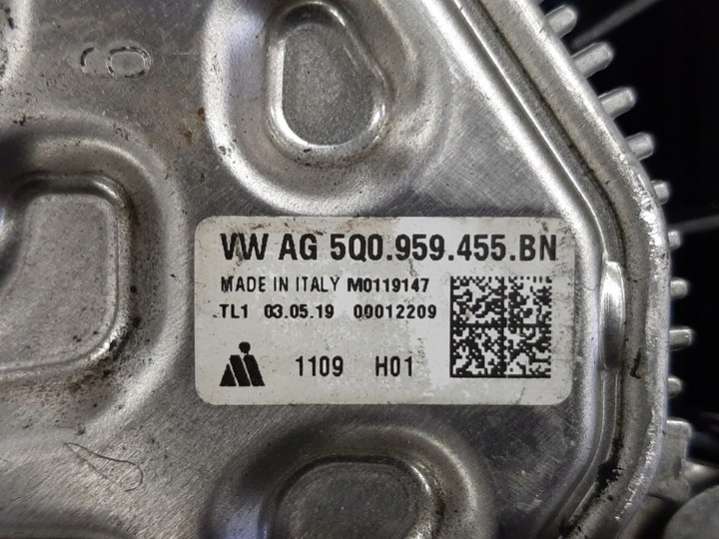 VW AG 5Q0.959.455.BN
MADE IN ITALY M0119147
TL1 03.05.19 00012209
1109 H01